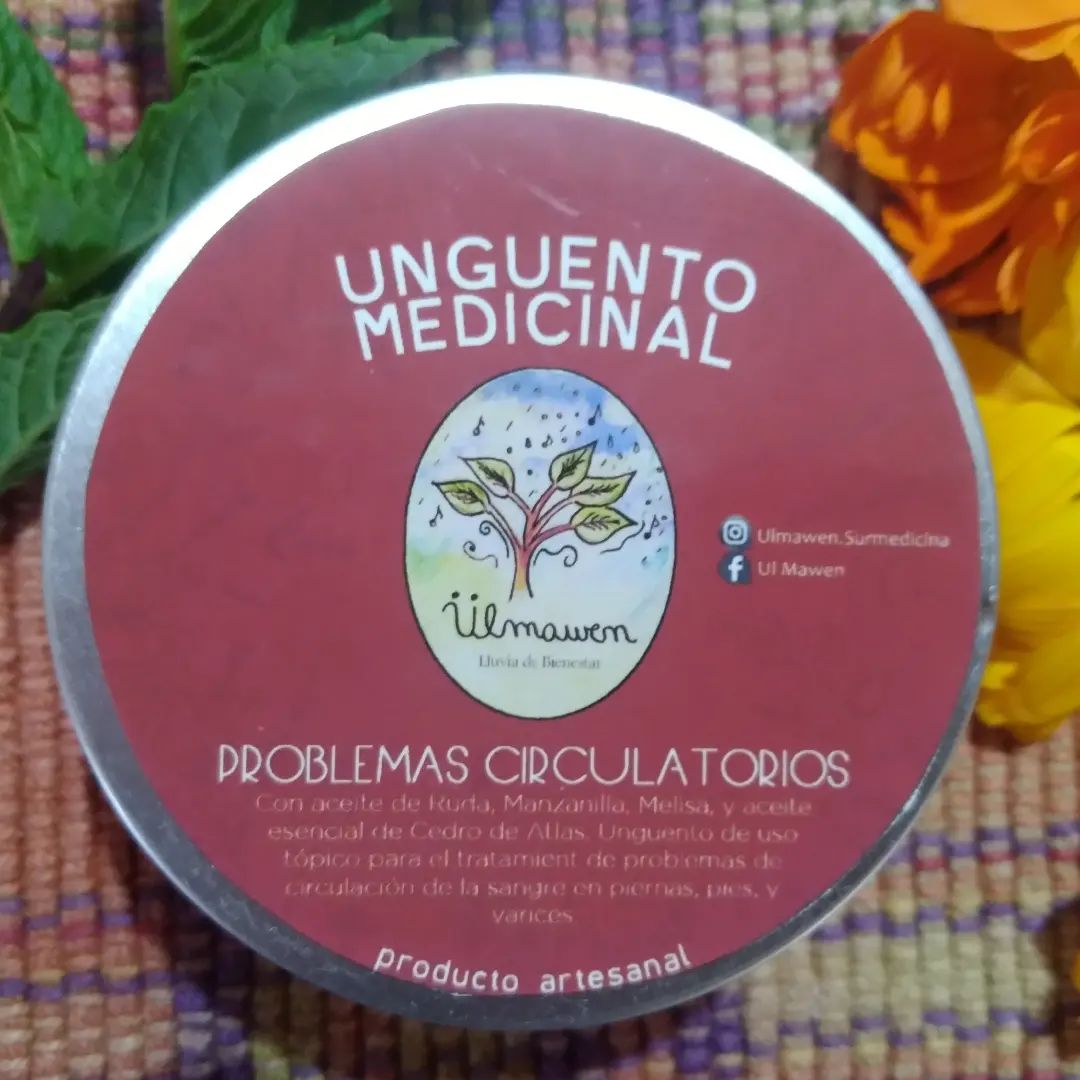 UNGUENTO
MEDICINAL
Ülmawen
Lluvia de Bienestar
Ulmawen.Surmedicina
Ul Mawen
PROBLEMAS CIRCULATORIOS
Con aceite de Ruda, Manzanilla, Melisa, y aceite
esencial de Cedro de Atlas. Unguento de uso
tópico para el tratamient de problemas de
circulación de la sangre en piernas, pies, y
varices
producto artesanal